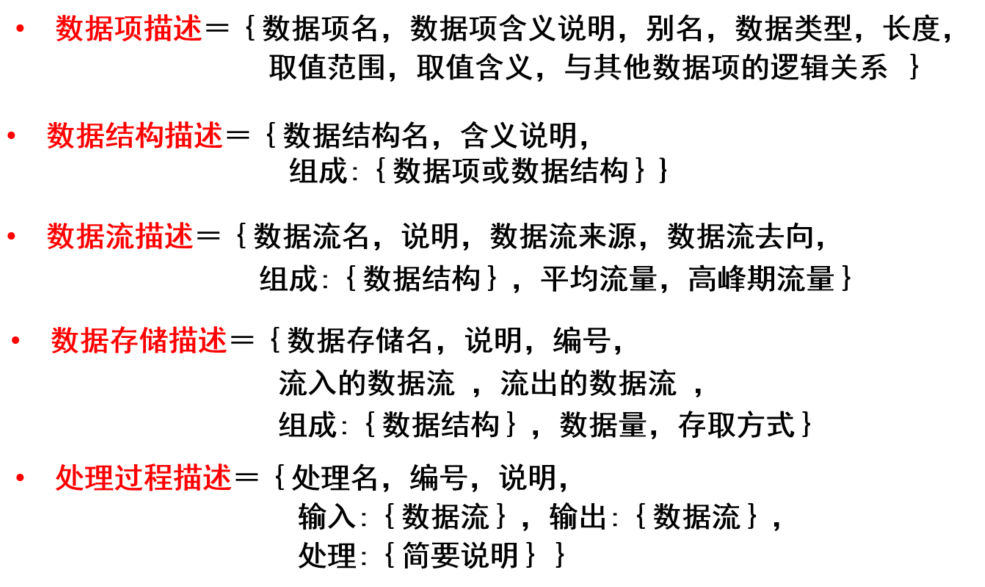 • 数据项描述＝｛数据项名，数据项含义说明，别名，数据类型，长度，
取值范围，取值含义，与其他数据项的逻辑关系 ｝
• 数据结构描述＝｛数据结构名，含义说明，
组成:｛数据项或数据结构｝｝
• 数据流描述＝｛数据流名，说明，数据流来源，数据流去向，
组成:｛数据结构｝，平均流量，高峰期流量｝
• 数据存储描述＝｛数据存储名，说明，编号，
流入的数据流 ，流出的数据流 ，
组成:｛数据结构｝，数据量，存取方式｝
• 处理过程描述＝｛处理名，编号，说明，
输入:｛数据流｝，输出:｛数据流｝，
处理:｛简要说明｝｝